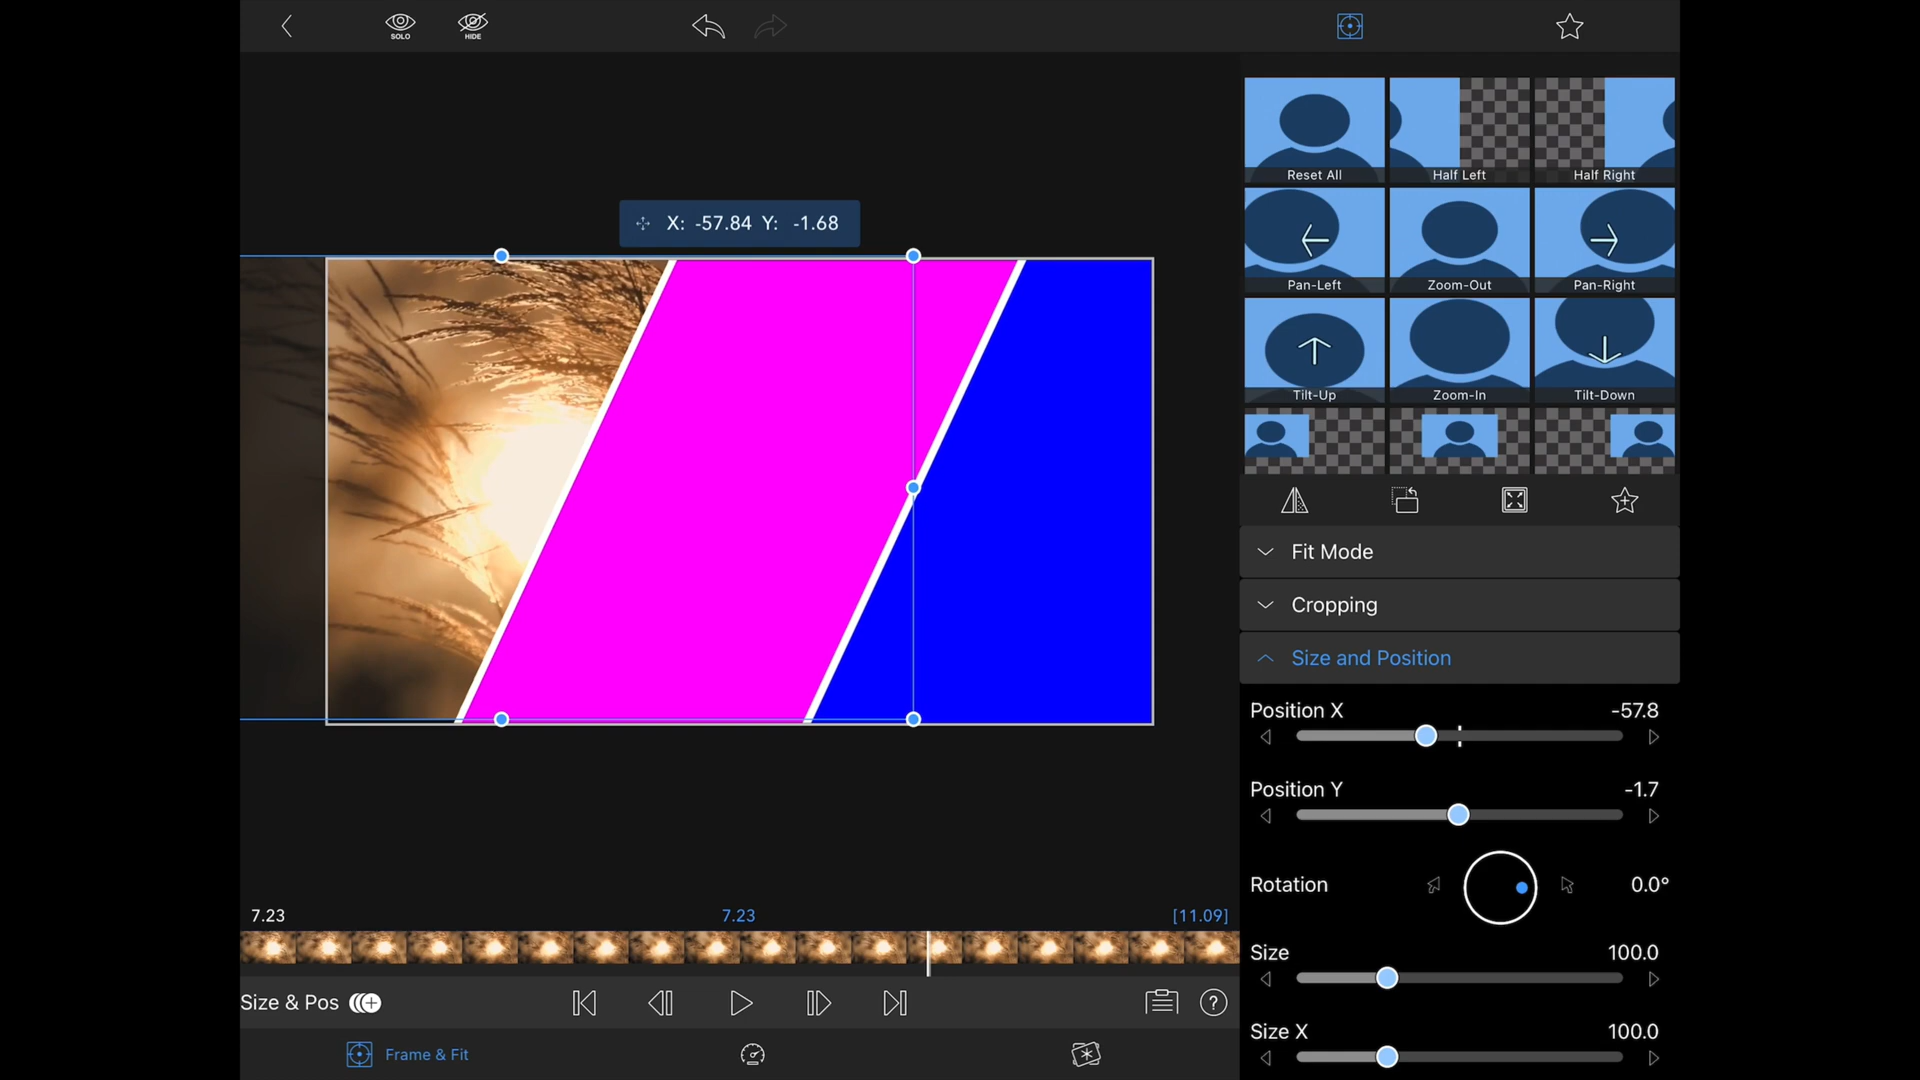 SOLO
HIDE
Reset All
Half Left
Half Right
X: -57.84 Y: -1.68
Pan-Left
Zoom-Out
Pan-Right
Tilt-Up
Zoom-In
Tilt-Down
Fit Mode
Cropping
Size and Position
Position X
-57.8
Position Y
-1.7
Rotation
0.0°
7.23
7.23
[11.09]
Size
100.0
Size & Pos
?
Size X
100.0
Frame & Fit